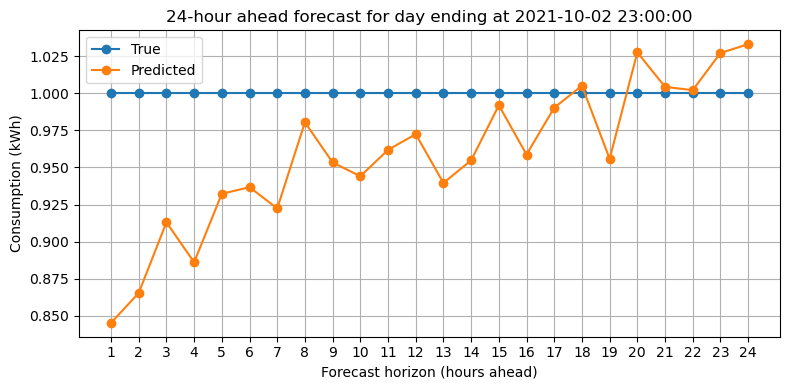 24-hour ahead forecast for day ending at 2021-10-02 23:00:00
True
Predicted
Consumption (kWh)
1.025
1.000
0.975
0.950
0.925
0.900
0.875
0.850
1 2 3 4 5 6 7 8 9 10 11 12 13 14 15 16 17 18 19 20 21 22 23 24
Forecast horizon (hours ahead)